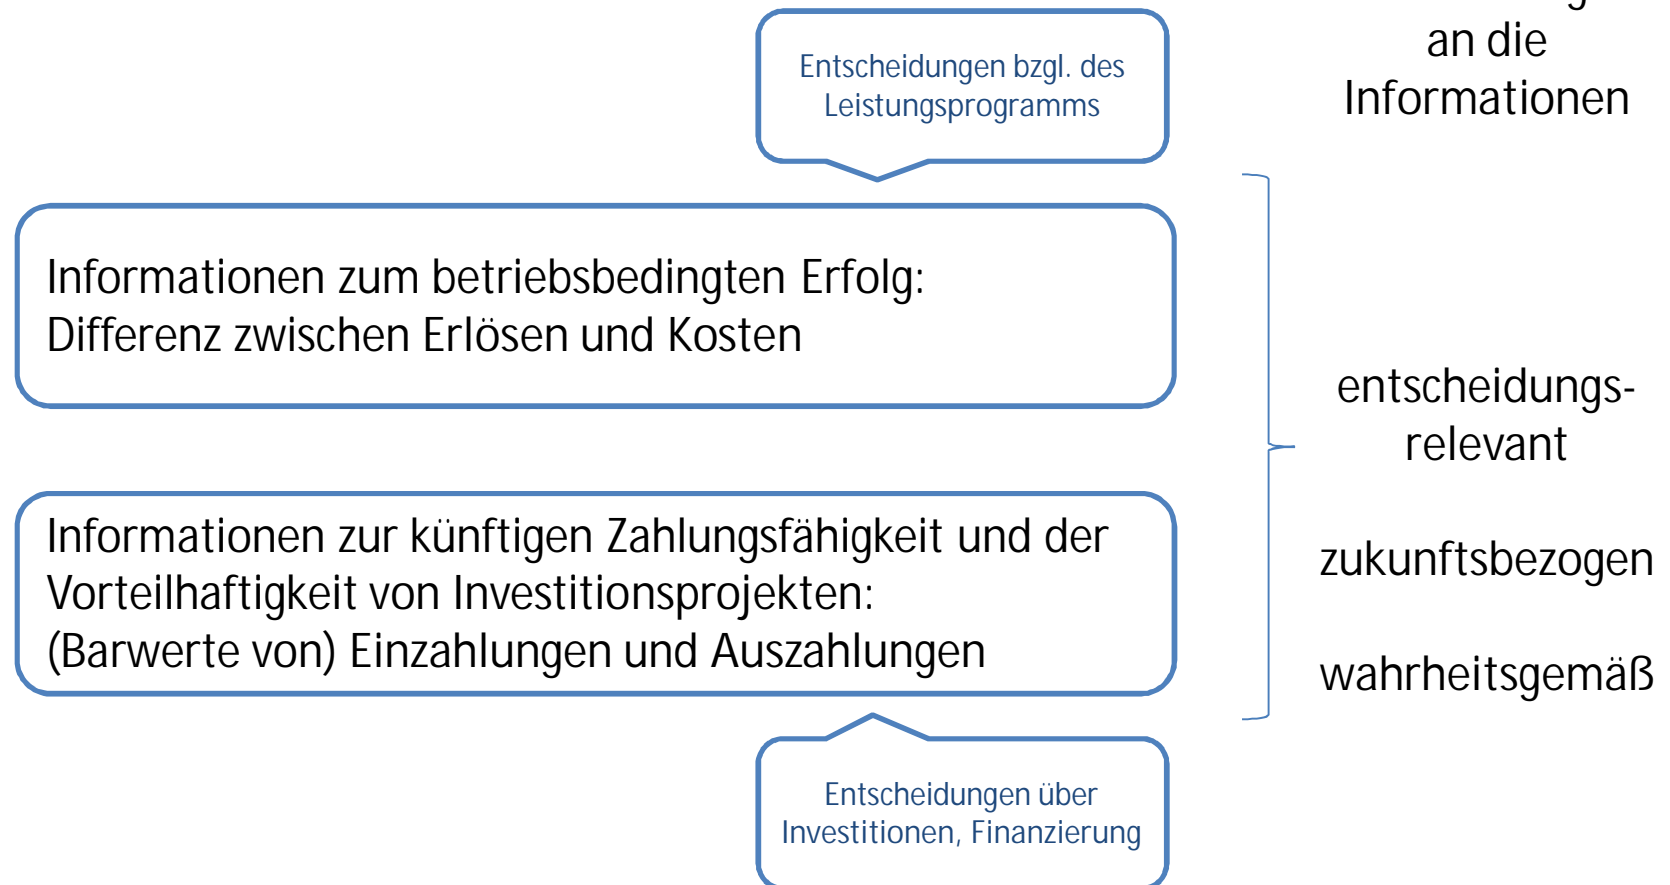 Entscheidungen bzgl. des
Leistungsprogramms
an die
Informationen
Informationen zum betriebsbedingten Erfolg:
Differenz zwischen Erlösen und Kosten
Informationen zur künftigen Zahlungsfähigkeit und der
Vorteilhaftigkeit von Investitionsprojekten:
(Barwerte von) Einzahlungen und Auszahlungen
entscheidungs-
relevant
zukunftsbezogen
wahrheitsgemäß
Entscheidungen über
Investitionen, Finanzierung